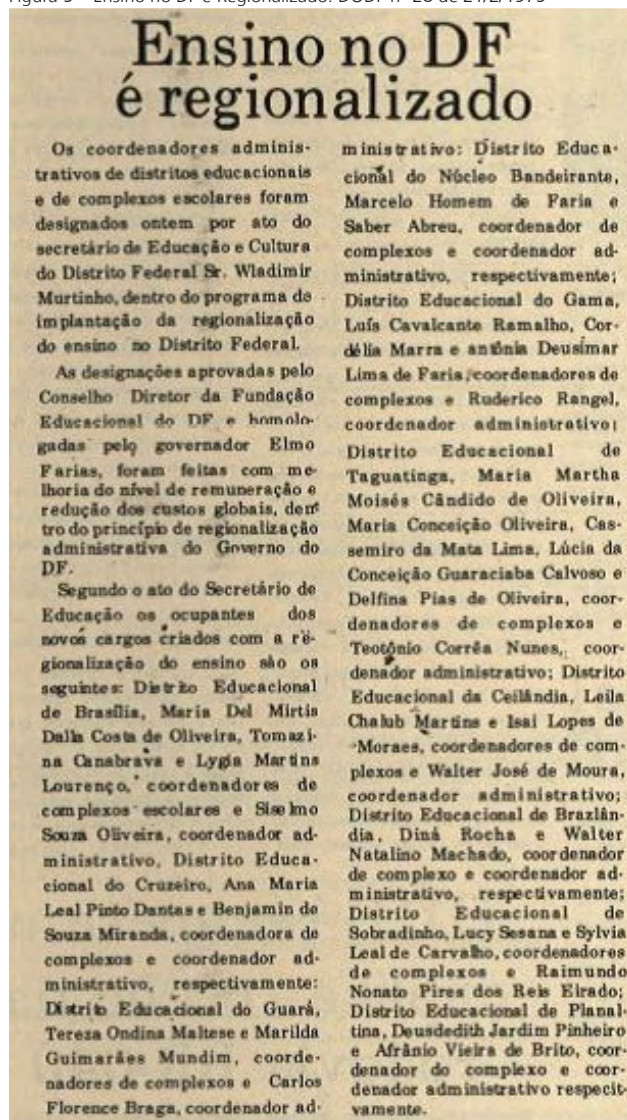 Ensino no DF
é regionalizado
Os coordenadores adminis-
trativos de distritos educacionais
e de complexos escolares foram
designados ontem por ato do
secretário de Educação e Cultura
do Distrito Federal Sr. Wladimir
Murtinho, dentro do programa de
implantação da regionalização
do ensino no Distrito Federal.
As designações aprovadas pelo
Conselho Diretor da Fundação
Educacional do DF e homolo-
gadas pelo governador Elmo
Farias, foram feitas com me-
lhoria do nível de remuneração e
redução dos custos globais, den-
tro do princípio de regionalização
administrativa do Governo do
DF.
Segundo o ato do Secretário de
Educação os ocupantes dos
novos cargos criados com a re-
gionalização do ensino são os
seguintes: Distrito Educacional
de Brasília, Maria Del Mirtis
Dalla Costa de Oliveira, Tomazi-
na Canabrava e Lygia Martins
Lourenço, coordenadores de
complexos escolares e Siselmo
Souza Oliveira, coordenador ad-
ministrativo, Distrito Educa-
cional do Cruzeiro, Ana Maria
Leal Pinto Dantas e Benjamin de
Souza Miranda, coordenadora de
complexos e coordenador ad-
ministrativo, respectivamente:
Distrito Educacional do Guará,
Tereza Ondina Maltese e Marilda
Guimarães Mundim, coorde-
nadores de complexos e Carlos
Florence Braga, coordenador ad-
ministrativo: Distrito Educa-
cional do Núcleo Bandeirante,
Marcelo Homem de Faria e
Saber Abreu, coordenador de
complexos e coordenador ad-
ministrativo, respectivamente;
Distrito Educacional do Gama,
Luís Cavalcante Ramalho, Cor-
délia Marra e antônia Deusimar
Lima de Faria, coordenadores de
complexos e Ruderico Rangel,
coordenador administrativo;
Distrito Educacional de
Taguatinga, Maria Martha
Moisés Cândido de Oliveira,
Maria Conceição Oliveira, Cas-
semiro da Mata Lima, Lúcia da
Conceição Guaraciaba Calvoso e
Delfina Pias de Oliveira, coor-
denadores de complexos e
Teotônio Corrêa Nunes, coor-
denador administrativo; Distrito
Educacional da Ceilândia, Leila
Chalub Martins e Isai Lopes de
Moraes, coordenadores de com-
plexos e Walter José de Moura,
coordenador administrativo;
Distrito Educacional de Brazlân-
dia, Diná Rocha e Walter
Natalino Machado, coordenador
de complexo e coordenador ad-
ministrativo, respectivamente;
Distrito Educacional de
Sobradinho, Lucy Sesana e Sylvia
Leal de Carvalho, coordenadores
de complexos e Raimundo
Nonato Pires dos Reis Elrado;
Distrito Educacional de Planal-
tina, Deusdedith Jardim Pinheiro
e Afrânio Vieira de Brito, coor-
denador do complexo e coor-
denador administrativo respecit-
vamente.